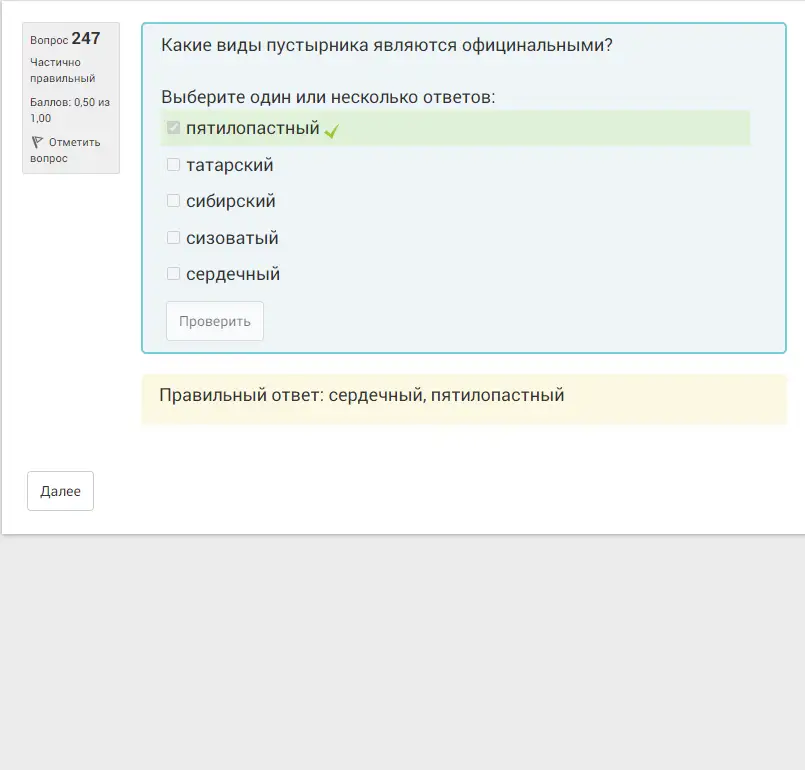 Вопрос 247
Частично
правильный
Баллов: 0,50 из
1,00
Отметить
вопрос
Какие виды пустырника являются официнальными?
Выберите один или несколько ответов:
пятилопастный
татарский
сибирский
сизоватый
сердечный
Проверить
Правильный ответ: сердечный, пятилопастный
Далее